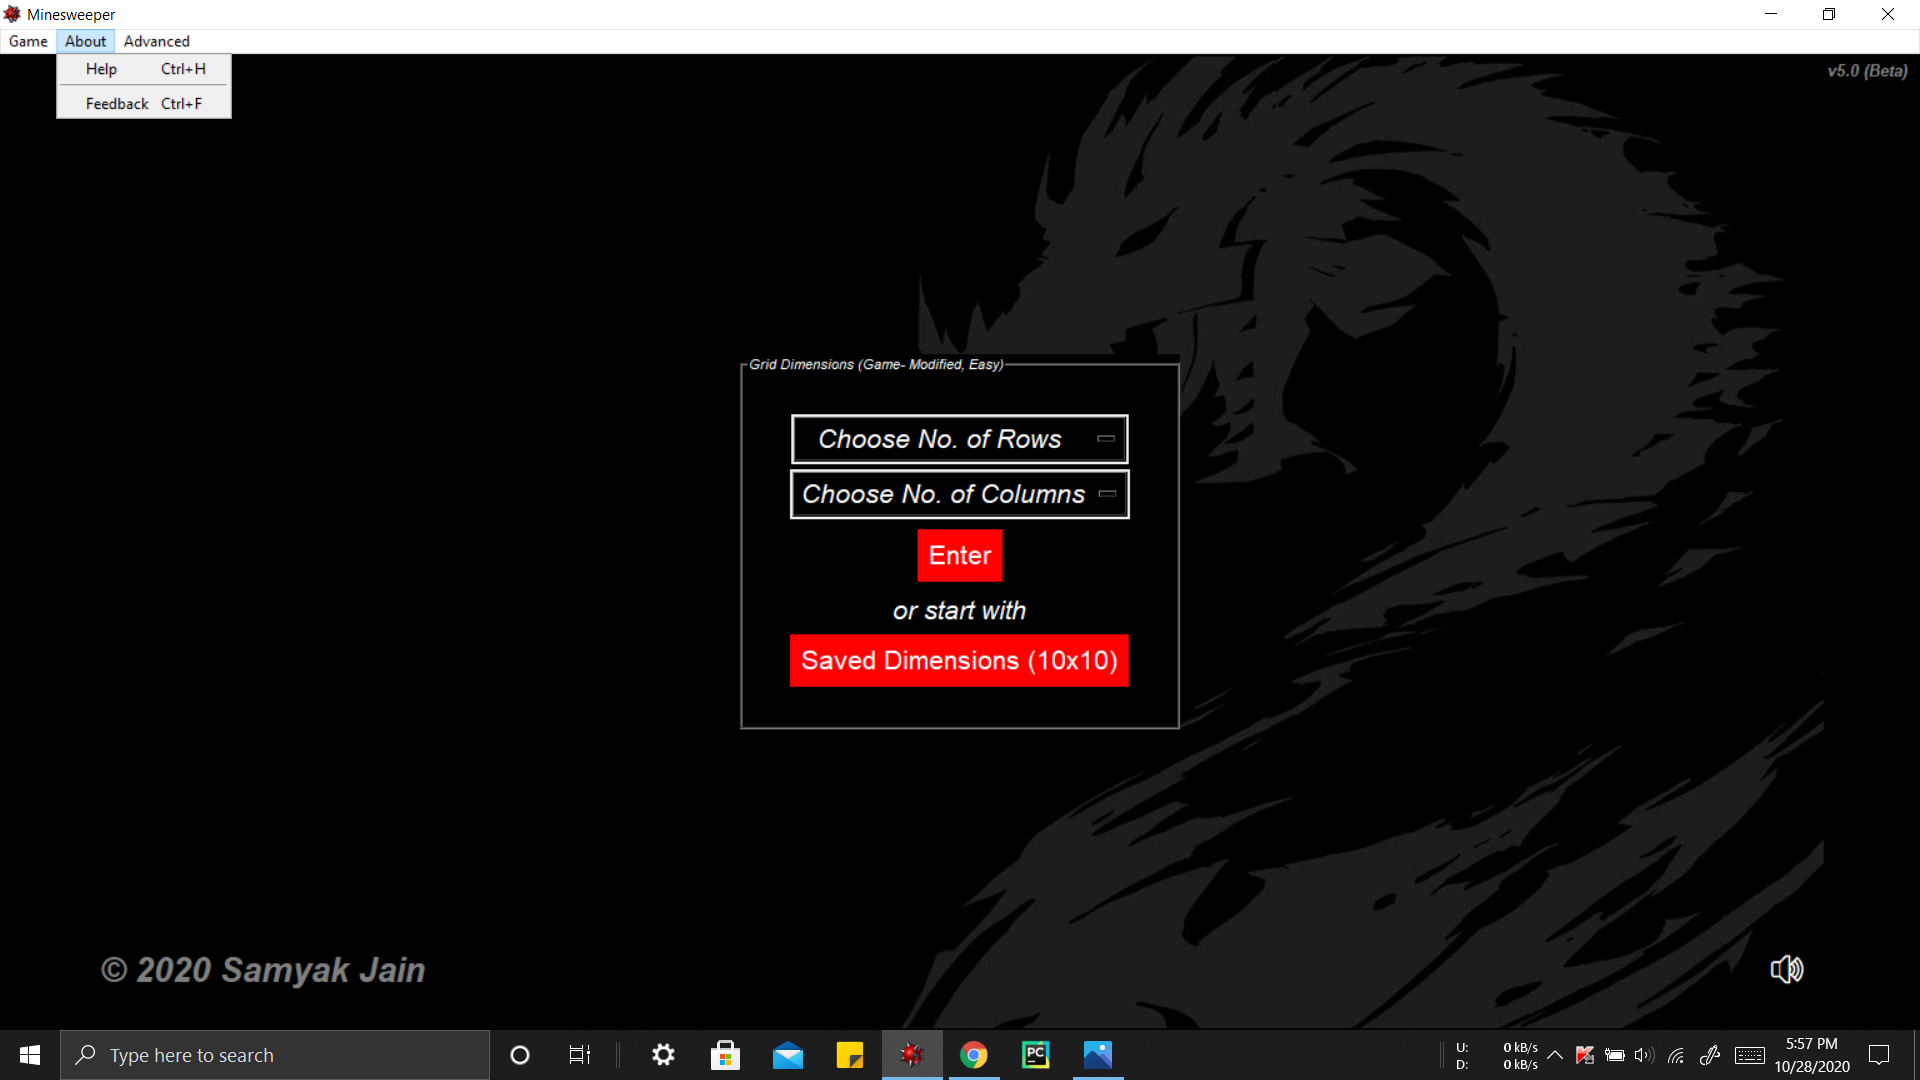 Minesweeper
Game About Advanced
Help Ctrl+H
Feedback Ctrl+F
v5.0 (Beta)
Grid Dimensions (Game- Modified, Easy)
Choose No. of Rows
Choose No. of Columns
Enter
or start with
Saved Dimensions (10x10)
© 2020 Samyak Jain
Type here to search
PC
U: 0 kB/s
D: 0 kB/s
5:57 PM
10/28/2020